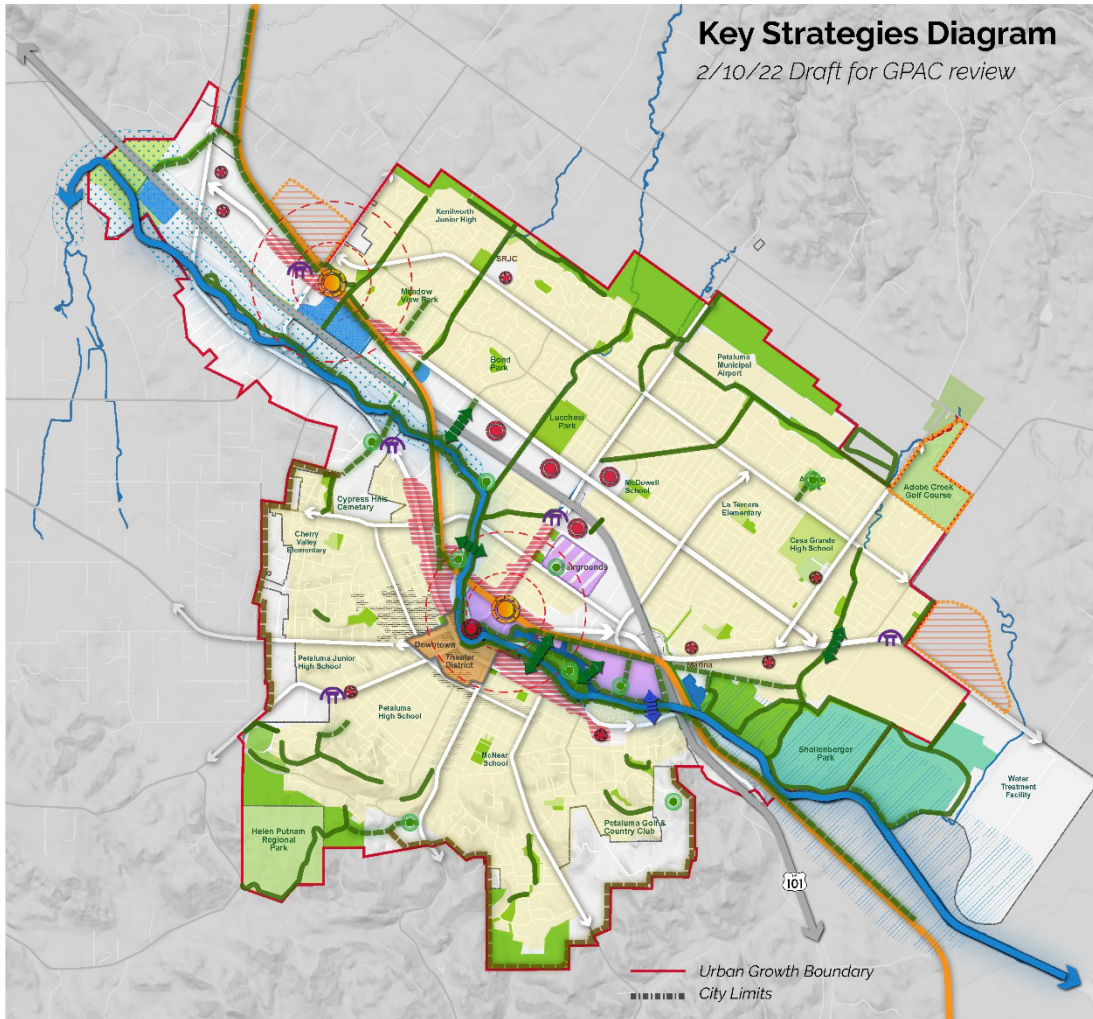 Key Strategies Diagram
2/10/22 Draft for GPAC review
Kenilworth
Junior High
SRJC
Meadow
View Park
Bond
Park
Petaluma
Municipal
Airport
Lucchesi
Park
McDowell
School
Adobe Creek
Golf Course
La Tercera
Elementary
Casa Grande
High School
Cypress Hills
Cemetary
Cherry
Valley
Elementary
Fairgrounds
Downtown
Theater
District
Petaluma Junior
High School
Marina
Petaluma
High School
McNear
School
Shollenberger
Park
Water
Treatment
Facility
Petaluma Golf &
Country Club
Helen Putnam
Regional
Park
101
Urban Growth Boundary
City Limits